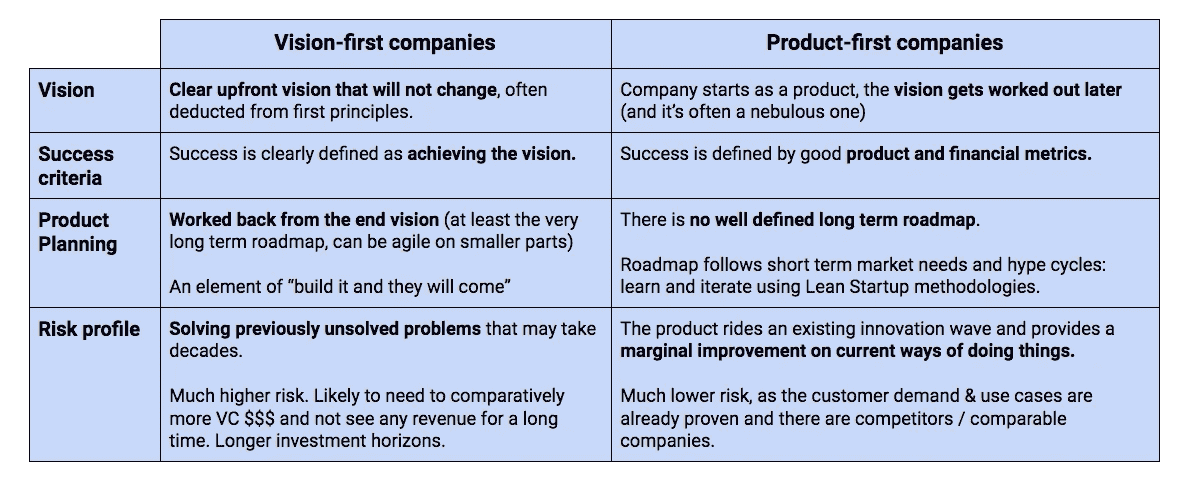 Vision-first companies
Product-first companies
Vision
Clear upfront vision that will not change, often
deducted from first principles.
Company starts as a product, the vision gets worked out later
(and it's often a nebulous one)
Success
criteria
Success is clearly defined as achieving the vision.
Success is defined by good product and financial metrics.
Product
Planning
Worked back from the end vision (at least the very
long term roadmap, can be agile on smaller parts)
An element of “build it and they will come”
There is no well defined long term roadmap.
Roadmap follows short term market needs and hype cycles:
learn and iterate using Lean Startup methodologies.
Risk profile
Solving previously unsolved problems that may take
decades.
Much higher risk. Likely to need to comparatively
more VC $$$ and not see any revenue for a long
time. Longer investment horizons.
The product rides an existing innovation wave and provides a
marginal improvement on current ways of doing things.
Much lower risk, as the customer demand & use cases are
already proven and there are competitors / comparable
companies.